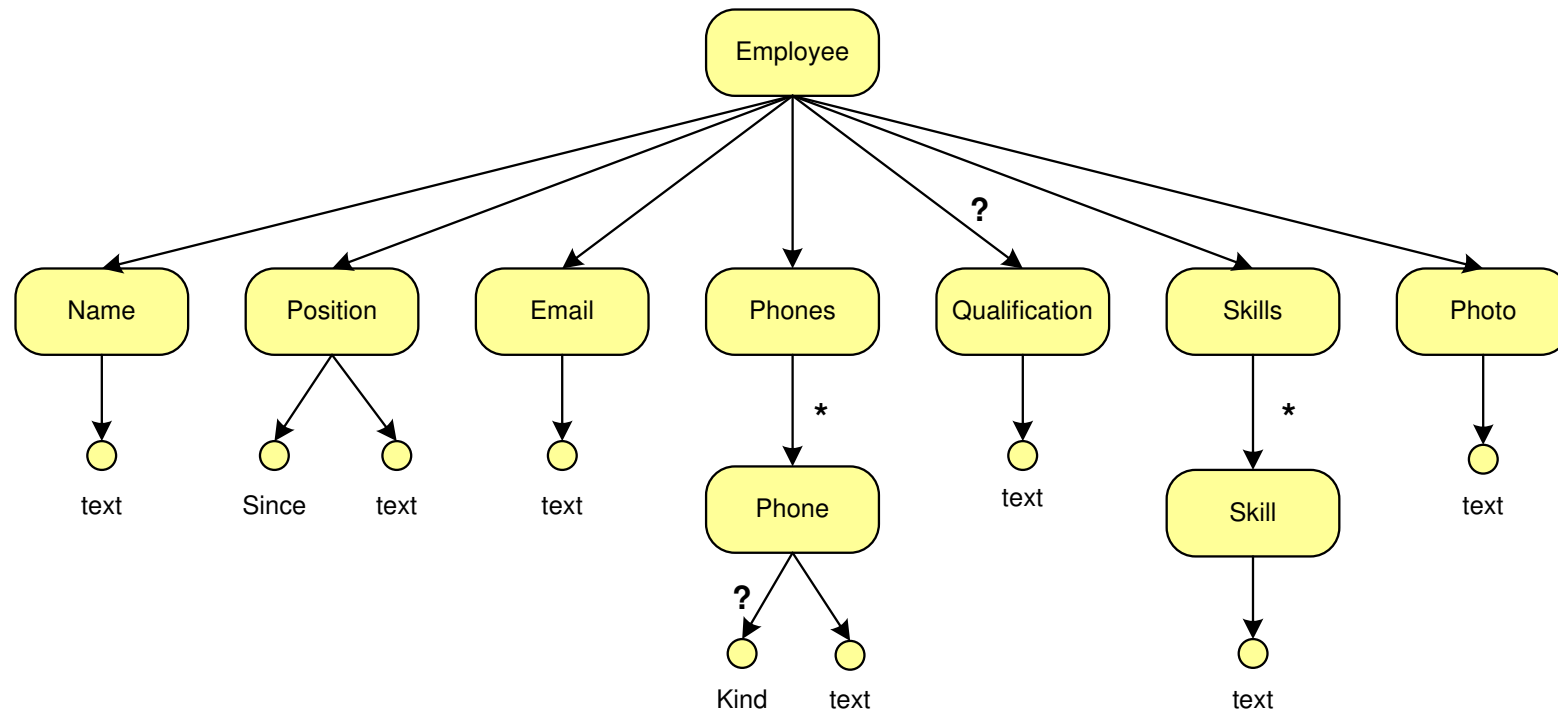 Employee
?
Name
Position
Email
Phones
Qualification
Skills
Photo
*
*
text
Since
text
text
Phone
text
Skill
text
?
Kind
text
text